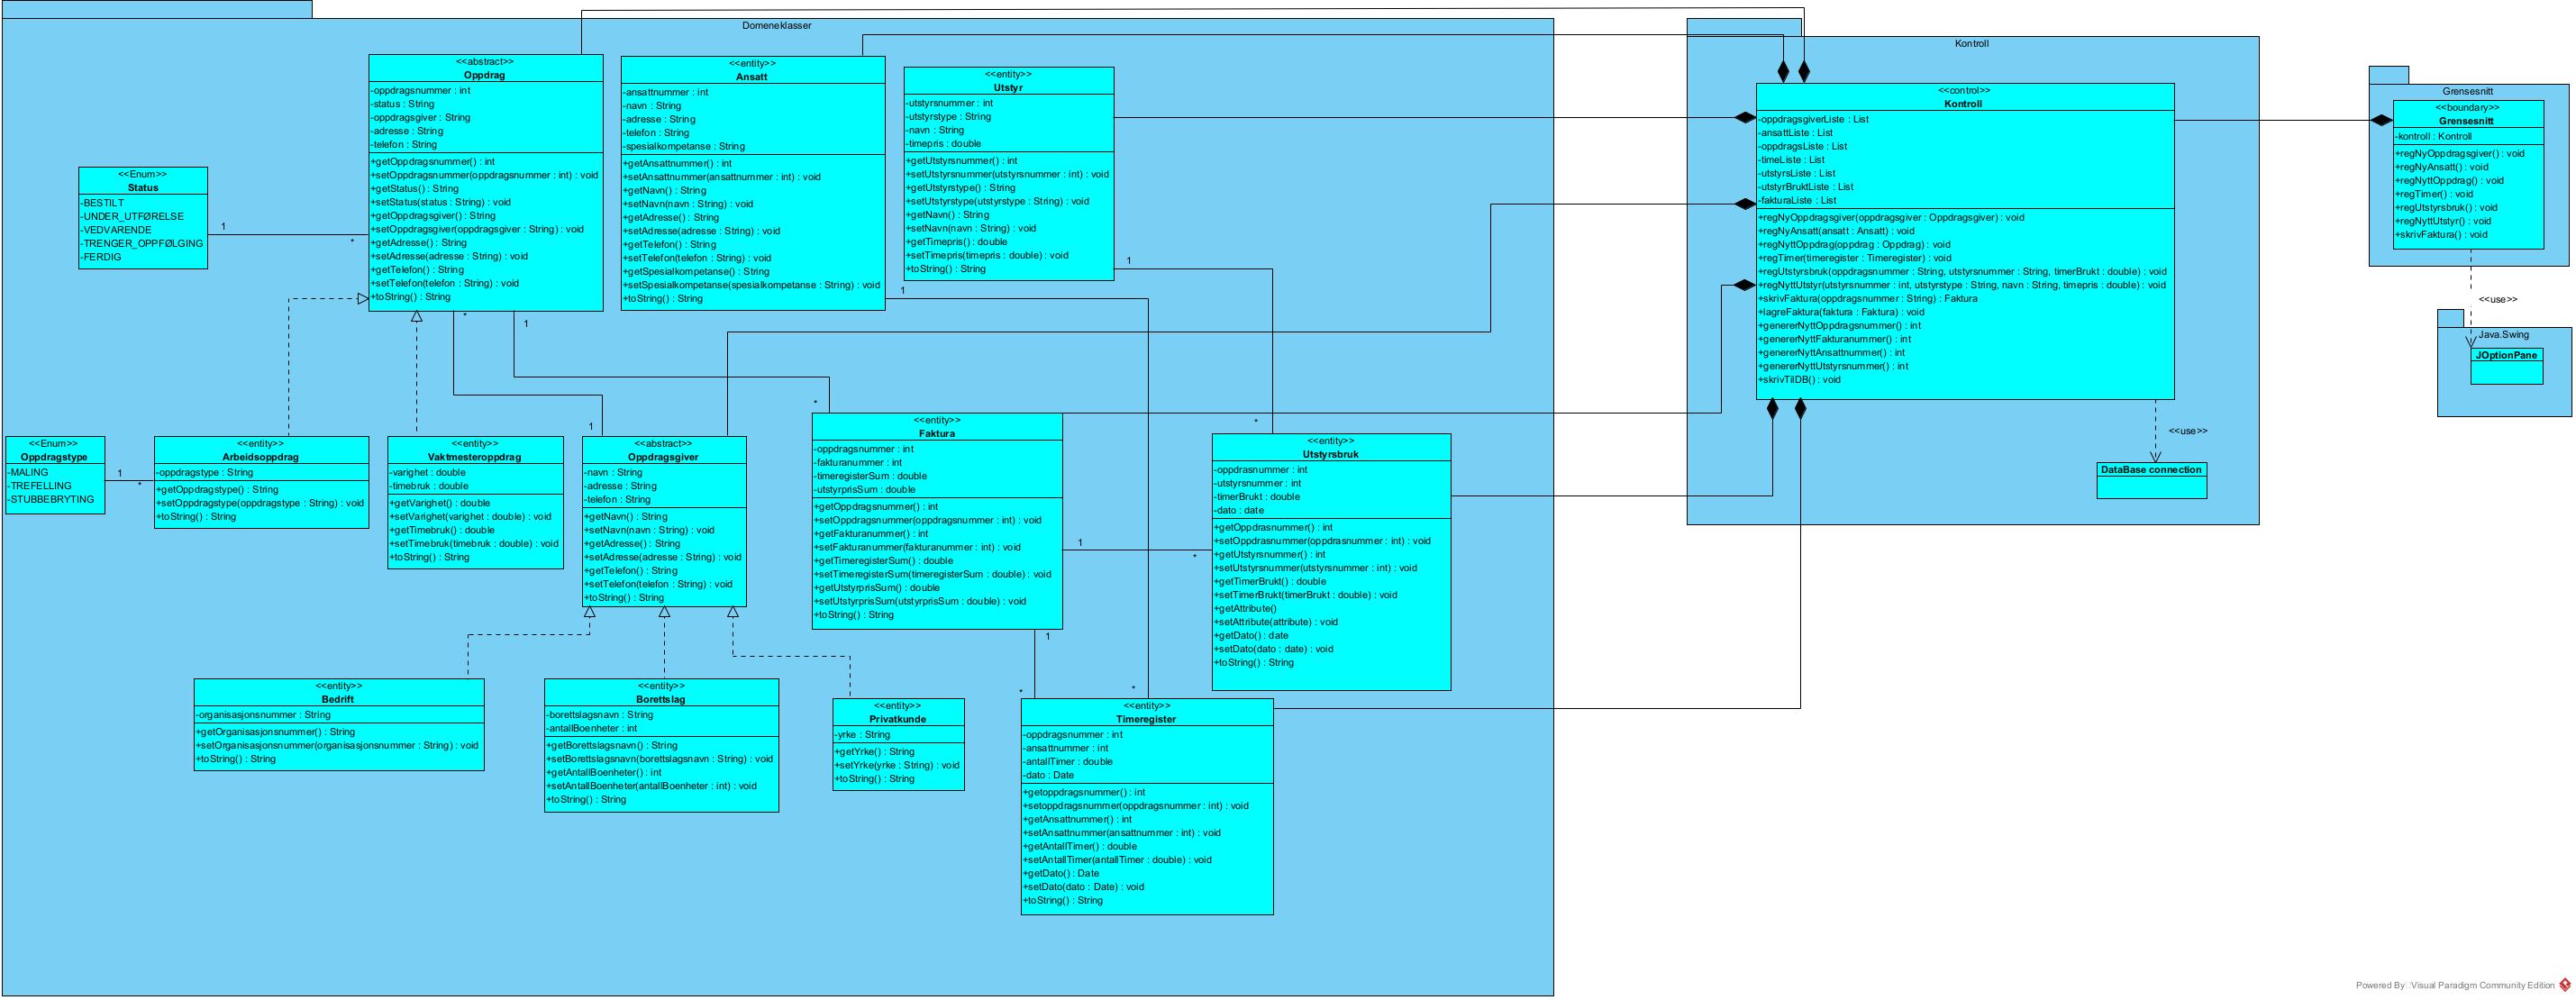 Domeneklasser
<<abstract>>
Oppdrag
-oppdragsnummer : int
-status : String
-oppdragsgiver : String
-adresse : String
-telefon : String
+getOppdragsnummer() : int
+setOppdragsnummer(oppdragsnummer : int) : void
+getStatus() : String
+setStatus(status : String) : void
+getOppdragsgiver() : String
+setOppdragsgiver(oppdragsgiver : String) : void
+getAdresse() : String
+setAdresse(adresse : String) : void
+getTelefon() : String
+setTelefon(telefon : String) : void
+toString() : String
<<entity>>
Ansatt
-ansattnummer : int
-navn : String
-adresse : String
-telefon : String
-spesialkompetanse : String
+getAnsattnummer() : int
+setAnsattnummer(ansattnummer : int) : void
+getNavn() : String
+setNavn(navn : String) : void
+getAdresse() : String
+setAdresse(adresse : String) : void
+getTelefon() : String
+setTelefon(telefon : String) : void
+getSpesialkompetanse() : String
+setSpesialkompetanse(spesialkompetanse : String) : void
+toString() : String
<<entity>>
Utstyr
-utstyrsnummer : int
-utstyrstype : String
-navn : String
-timepris : double
+getUtstyrsnummer() : int
+setUtstyrsnummer(utstyrsnummer : int) : void
+getUtstyrstype() : String
+setUtstyrstype(utstyrstype : String) : void
+getNavn() : String
+setNavn(navn : String) : void
+getTimepris() : double
+setTimepris(timepris : double) : void
+toString() : String
<<Enum>>
Status
-BESTILT
-UNDER_UTFØRELSE
-VEDVARENDE
-TRENGER_OPPFØLGING
-FERDIG
1
*
*
1
1
1
*
1
*
<<Enum>>
Oppdragstype
-MALING
-TREFELLING
-STUBBEBRYTING
1
*
<<entity>>
Arbeidsoppdrag
-oppdragstype : String
+getOppdragstype() : String
+setOppdragstype(oppdragstype : String) : void
+toString() : String
<<entity>>
Vaktmesteroppdrag
-varighet : double
-timebruk : double
+getVarighet() : double
+setVarighet(varighet : double) : void
+getTimebruk() : double
+setTimebruk(timebruk : double) : void
+toString() : String
<<abstract>>
Oppdragsgiver
-navn : String
-adresse : String
-telefon : String
+getNavn() : String
+setNavn(navn : String) : void
+getAdresse() : String
+setAdresse(adresse : String) : void
+getTelefon() : String
+setTelefon(telefon : String) : void
+toString() : String
<<entity>>
Faktura
-oppdragsnummer : int
-fakturanummer : int
-timeregisterSum : double
-utstyrprisSum : double
+getOppdragsnummer() : int
+setOppdragsnummer(oppdragsnummer : int) : void
+getFakturanummer() : int
+setFakturanummer(fakturanummer : int) : void
+getTimeregisterSum() : double
+setTimeregisterSum(timeregisterSum : double) : void
+getUtstyrprisSum() : double
+setUtstyrprisSum(utstyrprisSum : double) : void
+toString() : String
1
*
1
*
*
<<entity>>
Utstyrsbruk
-oppdrasnummer : int
-utstyrsnummer : int
-timerBrukt : double
-dato : date
+getOppdrasnummer() : int
+setOppdrasnummer(oppdrasnummer : int) : void
+getUtstyrsnummer() : int
+setUtstyrsnummer(utstyrsnummer : int) : void
+getTimerBrukt() : double
+setTimerBrukt(timerBrukt : double) : void
+getAttribute()
+setAttribute(attribute) : void
+getDato() : date
+setDato(dato : date) : void
+toString() : String
<<entity>>
Bedrift
-organisasjonsnummer : String
+getOrganisasjonsnummer() : String
+setOrganisasjonsnummer(organisasjonsnummer : String) : void
+toString() : String
<<entity>>
Borettslag
-borettslagsnavn : String
-antallBoenheter : int
+getBorettslagsnavn() : String
+setBorettslagsnavn(borettslagsnavn : String) : void
+getAntallBoenheter() : int
+setAntallBoenheter(antallBoenheter : int) : void
+toString() : String
<<entity>>
Privatkunde
-yrke : String
+getYrke() : String
+setYrke(yrke : String) : void
+toString() : String
<<entity>>
Timeregister
-oppdragsnummer : int
-ansattnummer : int
-antallTimer : double
-dato : Date
+getoppdragsnummer() : int
+setoppdragsnummer(oppdragsnummer : int) : void
+getAnsattnummer() : int
+setAnsattnummer(ansattnummer : int) : void
+getAntallTimer() : double
+setAntallTimer(antallTimer : double) : void
+getDato() : Date
+setDato(dato : Date) : void
+toString() : String
Kontroll
<<control>>
Kontroll
-oppdragsgiverListe : List
-ansattListe : List
-oppdragsListe : List
-timeListe : List
-utstyrsListe : List
-utstyrBruktListe : List
-fakturaListe : List
+regNyOppdragsgiver(oppdragsgiver : Oppdragsgiver) : void
+regNyAnsatt(ansatt : Ansatt) : void
+regNyttOppdrag(oppdrag : Oppdrag) : void
+regTimer(timeregister : Timeregister) : void
+regUtstyrsbruk(oppdragsnummer : String, utstyrsnummer : String, timerBrukt : double) : void
+regNyttUtstyr(utstyrsnummer : int, utstyrstype : String, navn : String, timepris : double) : void
+skrivFaktura(oppdragsnummer : String) : Faktura
+lagreFaktura(faktura : Faktura) : void
+genererNyttOppdragsnummer() : int
+genererNyttFakturanummer() : int
+genererNyttAnsattnummer() : int
+genererNyttUtstyrsnummer() : int
+skrivTilDB() : void
<<use>>
DataBase connection
Grensesnitt
<<boundary>>
Grensesnitt
-kontroll : Kontroll
+regNyOppdragsgiver() : void
+regNyAnsatt() : void
+regNyttOppdrag() : void
+regTimer() : void
+regUtstyrsbruk() : void
+regNyttUtstyr() : void
+skrivFaktura() : void
<<use>>
Java.Swing
JOptionPane
Powered By Visual Paradigm Community Edition